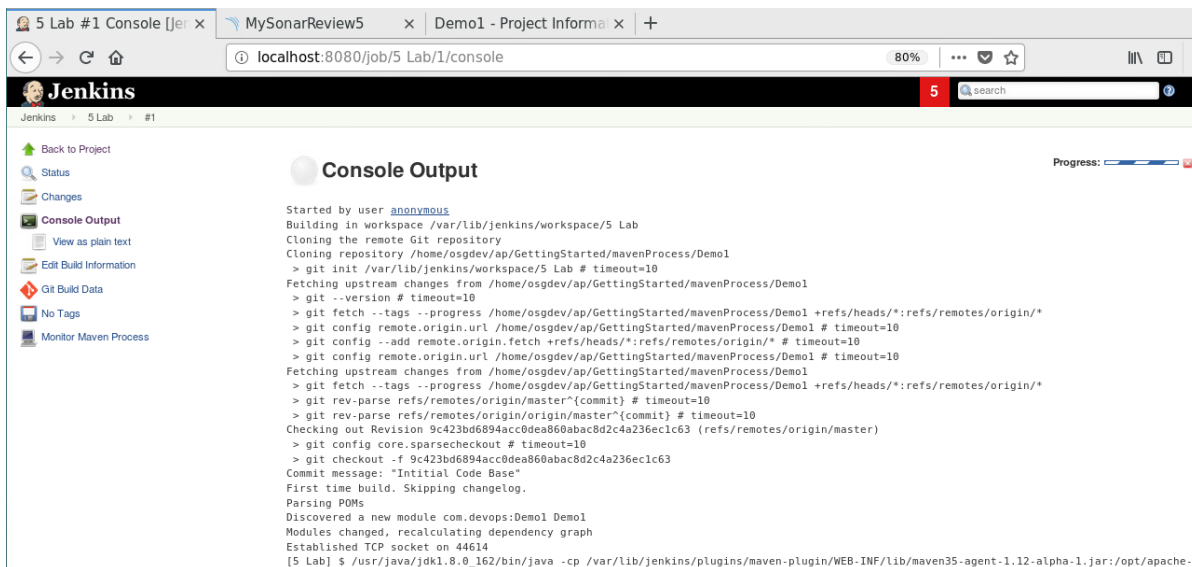 5 Lab #1 Console [Jer
MySonarReview5
Demo1 - Project Informa
localhost:8080/job/5 Lab/1/console
80%
Jenkins
5
search
Jenkins
5 Lab
#1
Back to Project
Status
Changes
Console Output
View as plain text
Edit Build Information
Git Build Data
No Tags
Monitor Maven Process
Console Output
Progress:
Started by user anonymous
Building in workspace /var/lib/jenkins/workspace/5 Lab
Cloning the remote Git repository
Cloning repository /home/osgdev/ap/GettingStarted/mavenProcess/Demo1
> git init /var/lib/jenkins/workspace/5 Lab # timeout=10
Fetching upstream changes from /home/osgdev/ap/GettingStarted/mavenProcess/Demo1
> git --version # timeout=10
> git fetch --tags --progress /home/osgdev/ap/GettingStarted/mavenProcess/Demo1 +refs/heads/*:refs/remotes/origin/*
> git config remote.origin.url /home/osgdev/ap/GettingStarted/mavenProcess/Demo1 # timeout=10
> git config --add remote.origin.fetch +refs/heads/*:refs/remotes/origin/* # timeout=10
> git config remote.origin.url /home/osgdev/ap/GettingStarted/mavenProcess/Demo1 # timeout=10
Fetching upstream changes from /home/osgdev/ap/GettingStarted/mavenProcess/Demo1
> git fetch --tags --progress /home/osgdev/ap/GettingStarted/mavenProcess/Demo1 +refs/heads/*:refs/remotes/origin/*
> git rev-parse refs/remotes/origin/master^{commit} # timeout=10
> git rev-parse refs/remotes/origin/origin/master^{commit} # timeout=10
Checking out Revision 9c423bd6894acc0dea860abac8d2c4a236ec1c63 (refs/remotes/origin/master)
> git config core.sparsecheckout # timeout=10
> git checkout -f 9c423bd6894acc0dea860abac8d2c4a236ec1c63
Commit message: "Intitial Code Base"
First time build. Skipping changelog.
Parsing POMs
Discovered a new module com.devops:Demo1 Demo1
Modules changed, recalculating dependency graph
Established TCP socket on 44614
[5 Lab] $ /usr/java/jdk1.8.0_162/bin/java -cp /var/lib/jenkins/plugins/maven-plugin/WEB-INF/lib/maven35-agent-1.12-alpha-1.jar:/opt/apache-